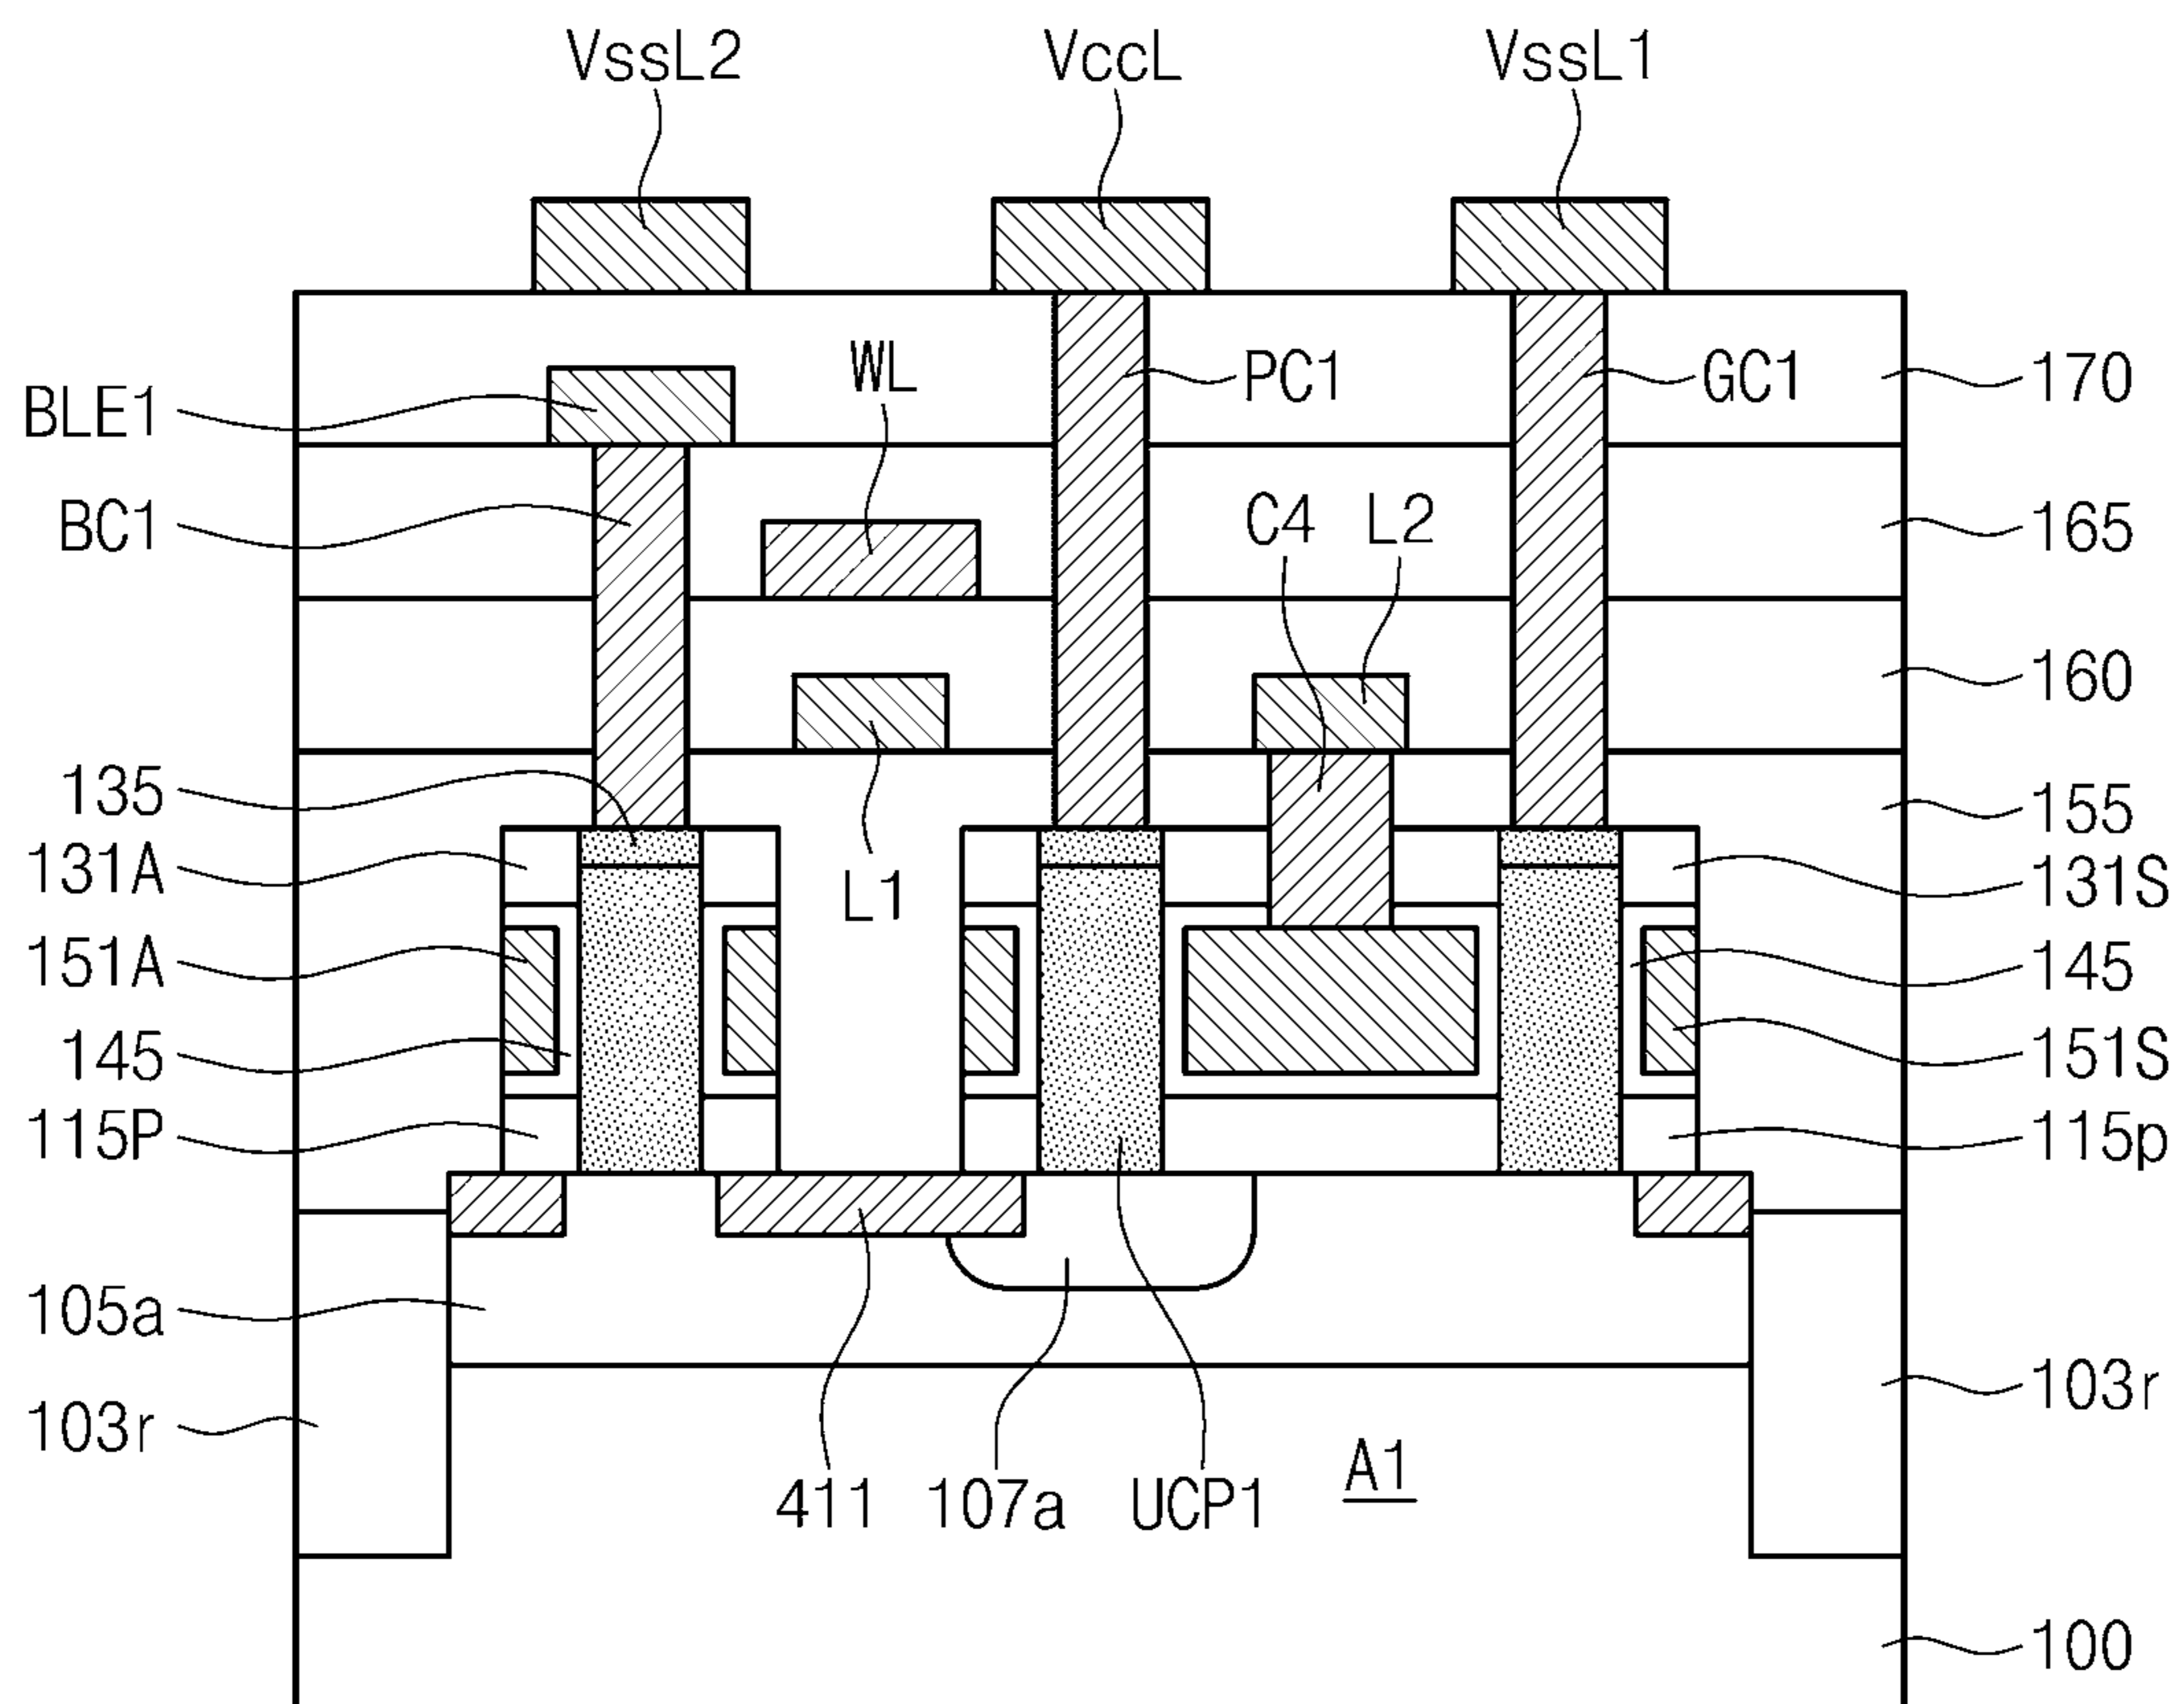 VssL2 VccL VssL1
BLE1 WL PC1 GC1 170
BC1 C4 L2 165
160
135 155
131A L1 131S
151A 145
145 151S
115P 115p
105a
103r 103r
411 107a UCP1 A1
100